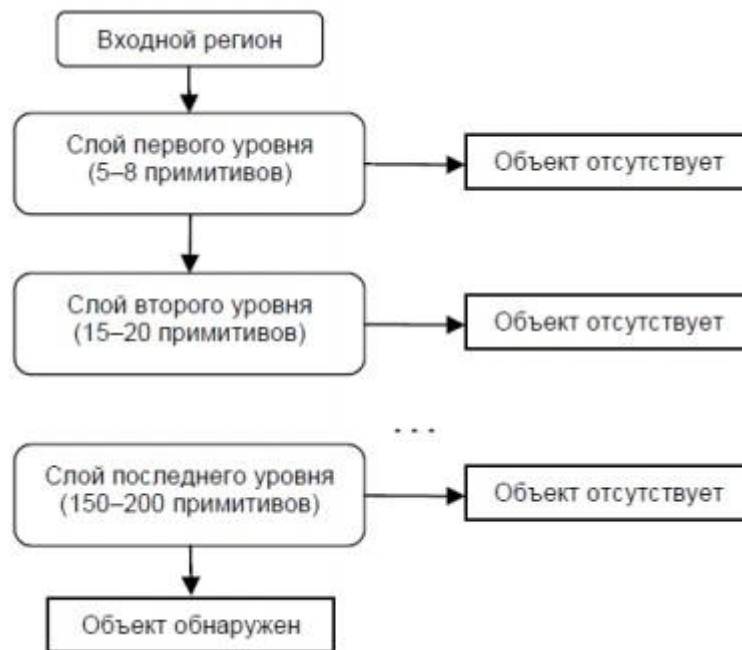 Входной регион
Слой первого уровня
(5–8 примитивов)
Объект отсутствует
Слой второго уровня
(15–20 примитивов)
Объект отсутствует
. . .
Слой последнего уровня
(150–200 примитивов)
Объект отсутствует
Объект обнаружен